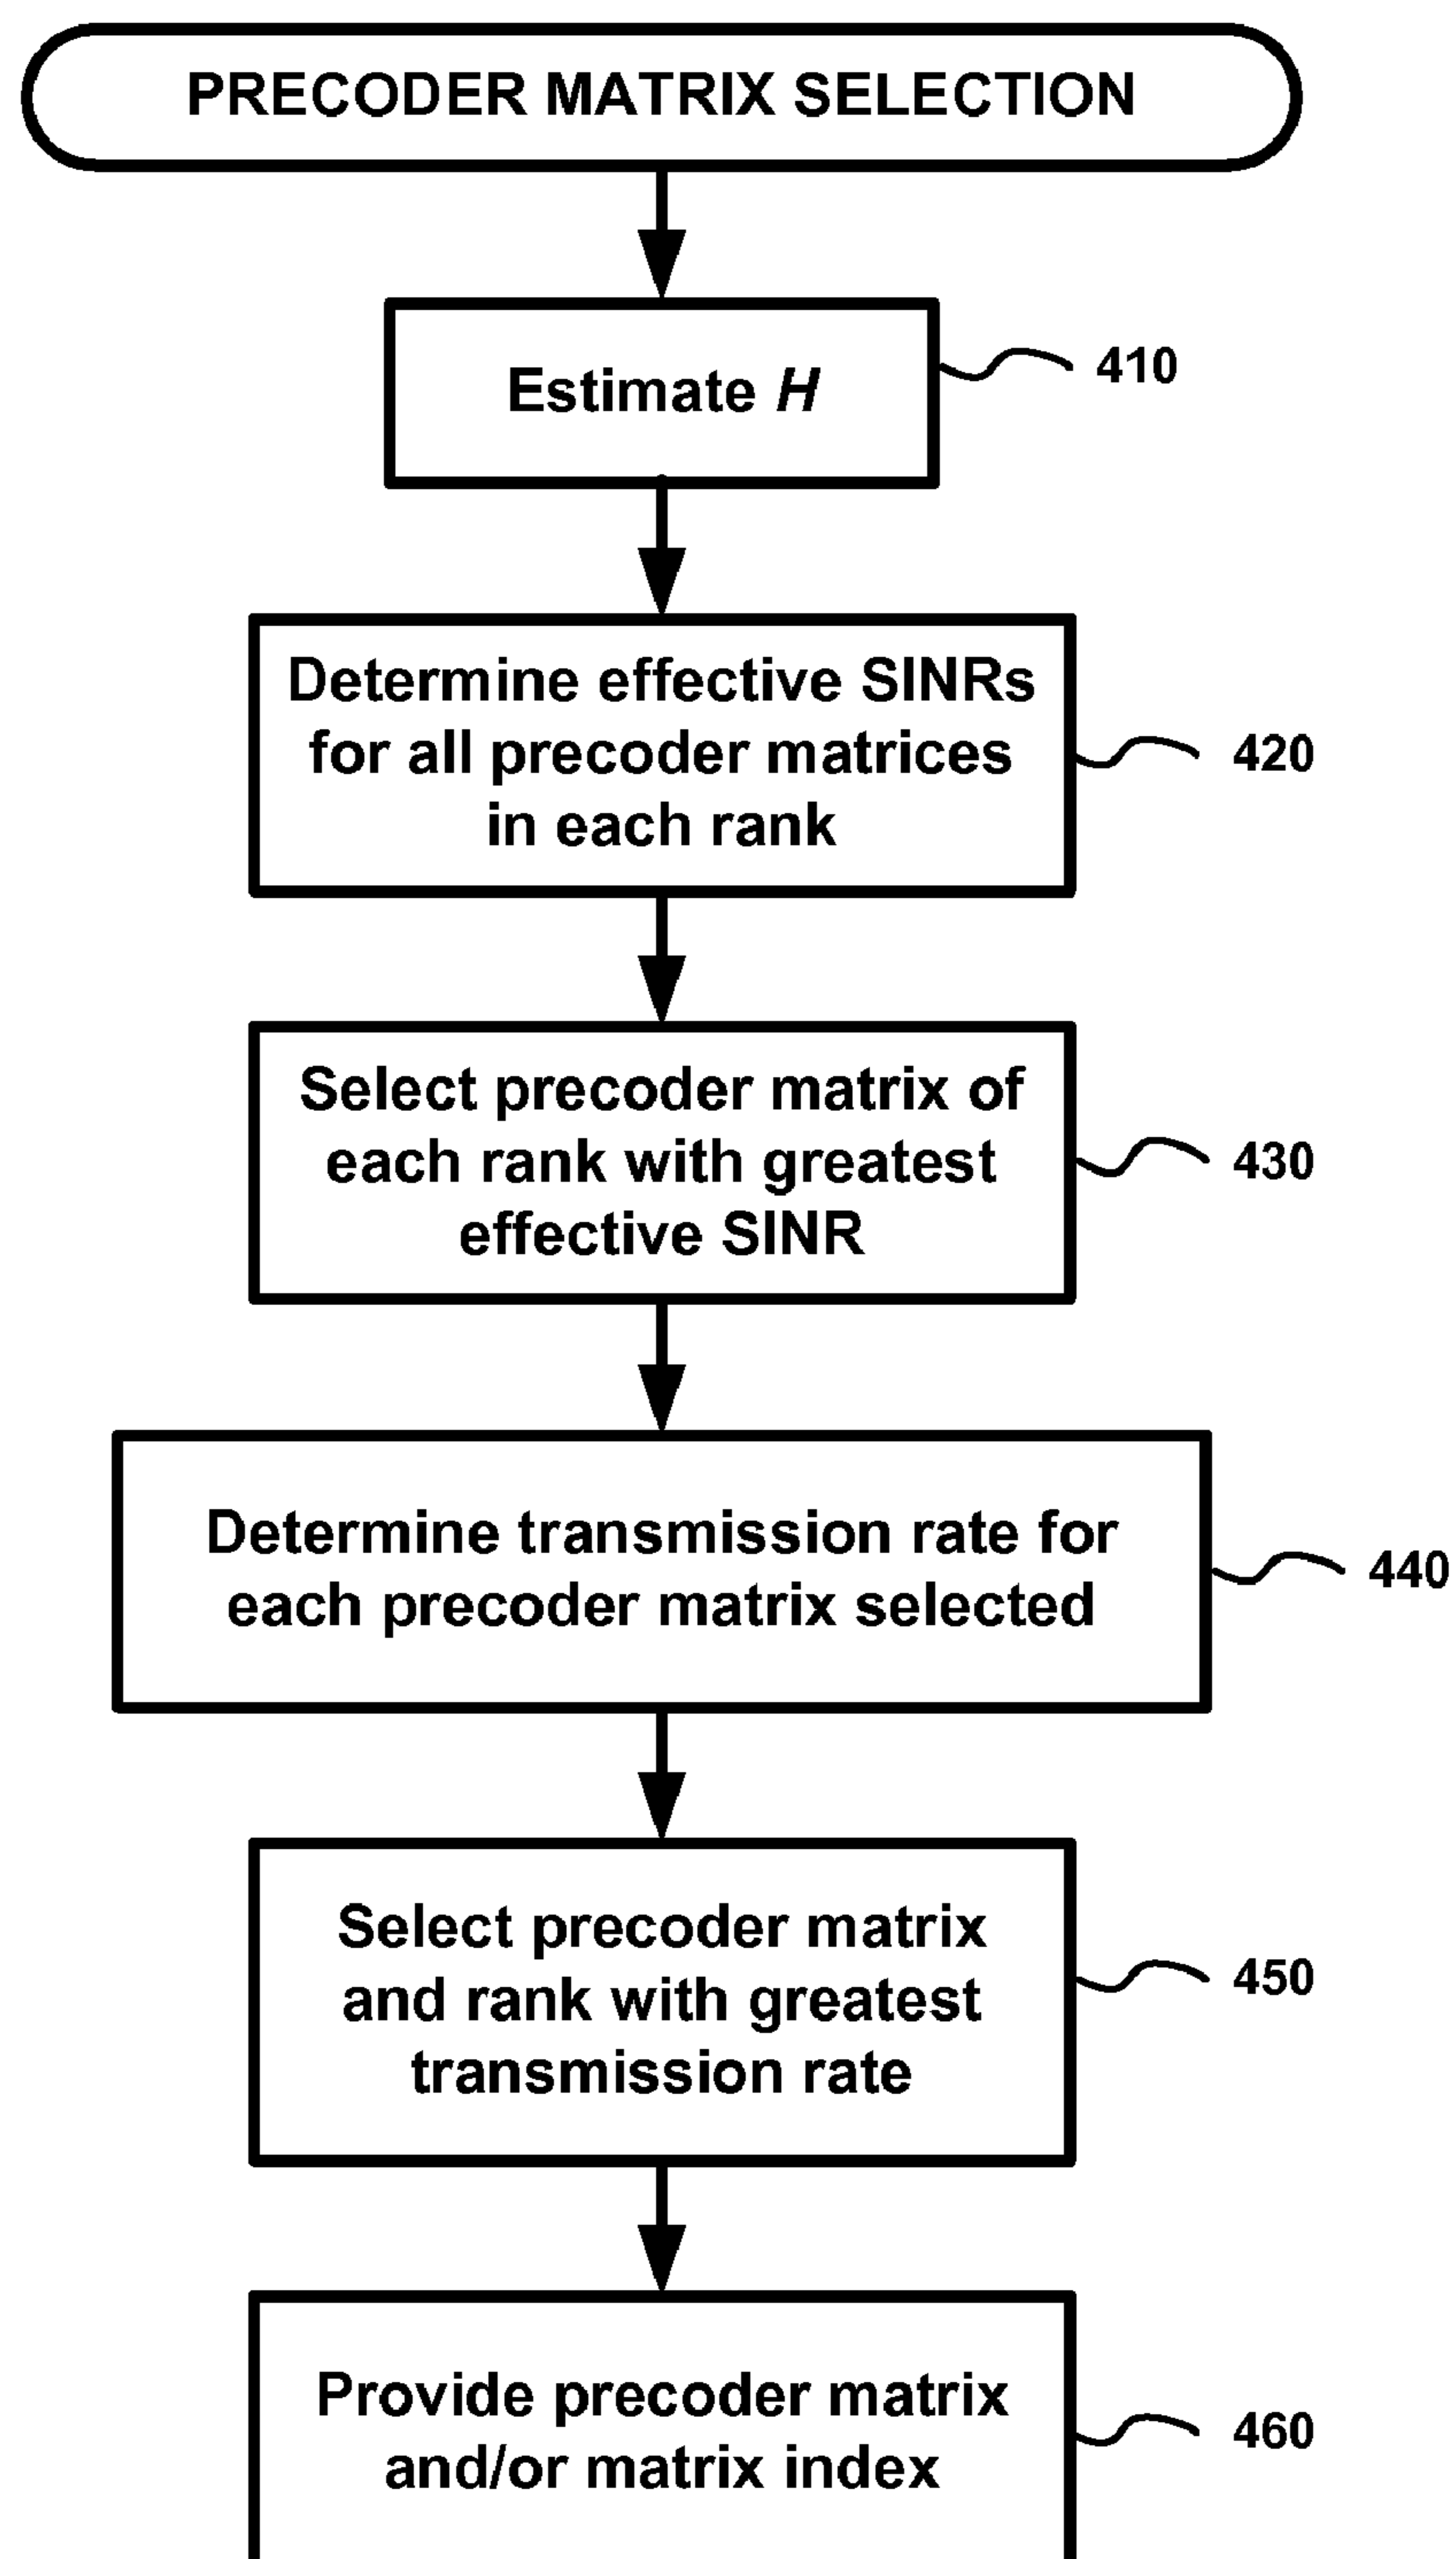 PRECODER MATRIX SELECTION
Estimate H
410
Determine effective SINRs
for all precoder matrices
in each rank
420
Select precoder matrix of
each rank with greatest
effective SINR
430
Determine transmission rate for
each precoder matrix selected
440
Select precoder matrix
and rank with greatest
transmission rate
450
Provide precoder matrix
and/or matrix index
460